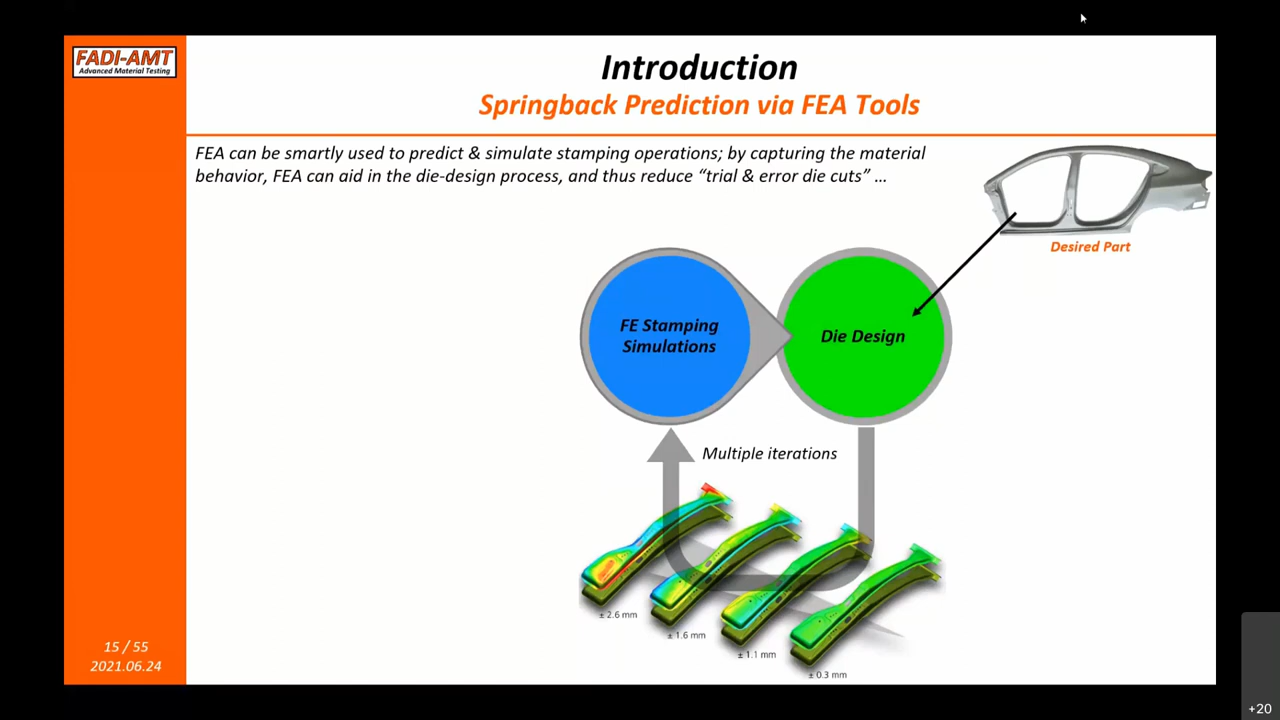 FADI-AMT
Advanced Material Testing
Introduction
Springback Prediction via FEA Tools
FEA can be smartly used to predict & simulate stamping operations; by capturing the material
behavior, FEA can aid in the die-design process, and thus reduce “trial & error die cuts” ...
Desired Part
FE Stamping
Simulations
Die Design
Multiple iterations
± 2.6 mm
± 1.6 mm
± 1.1 mm
± 0.3 mm
15 / 55
2021.06.24
+20